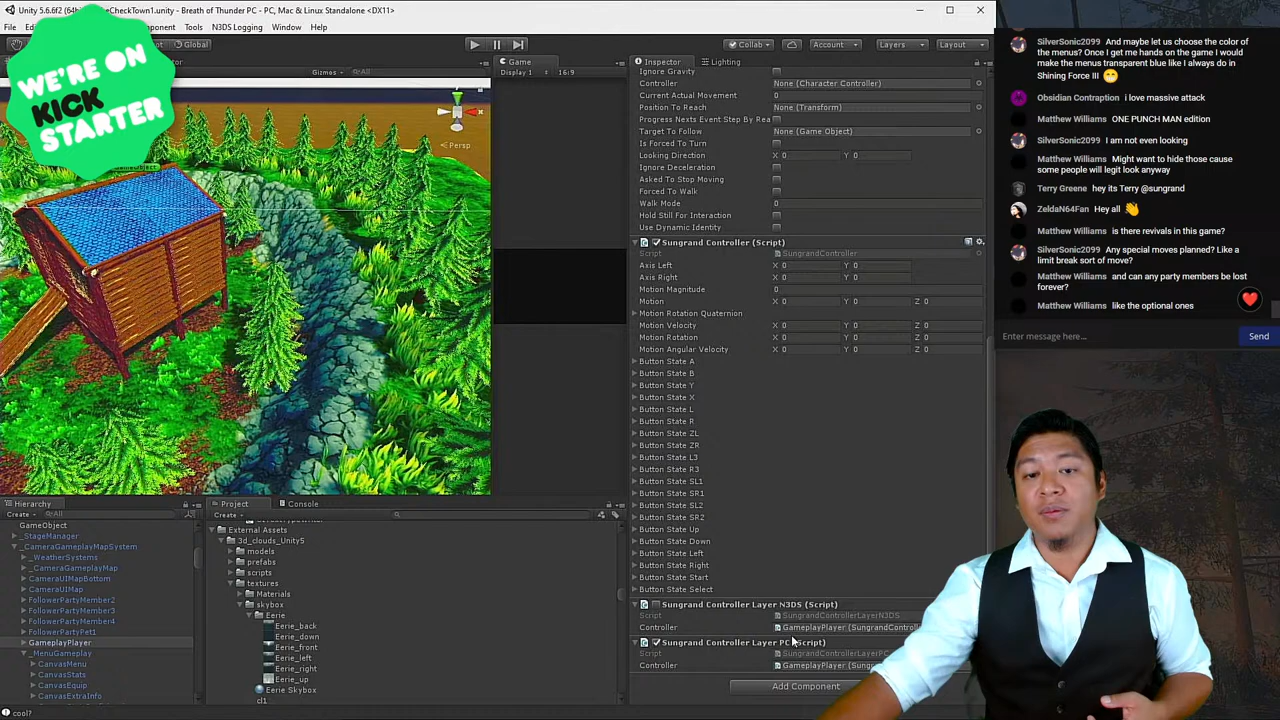 Unity 5.6.6f2 (64bi
eCheckTown1.unity - Breath of Thunder PC - PC, Mac & Linux Standalone <DX11>
File
Tools
N3DS Logging
Window
Help
Global
Collab
Account
Layers
Layout
WE'RE ON
KICK
STARTER
Gizmos
All
Persp
Game
Display 1
16:9
Inspector
Lighting
Ignore Gravity
Controller None (Character Controller)
Current Actual Movement 0
Position To Reach None (Transform)
Progress Next Event Step By Rea
Target To Follow None (Game Object)
Is Forced To Turn
Looking Direction X 0 Y 0
Ignore Deceleration
Asked To Stop Moving
Forced To Walk
Walk Mode 0
Hold Still For Interaction
Use Dynamic Identity
Sungrand Controller (Script)
Script SungrandController
Axis Left X 0 Y 0
Axis Right X 0 Y 0
Motion Magnitude 0
Motion X 0 Y 0 Z 0
Motion Rotation Quaternion
Motion Velocity X 0 Y 0 Z 0
Motion Rotation X 0 Y 0 Z 0
Motion Angular Velocity X 0 Y 0 Z 0
Button State A
Button State B
Button State Y
Button State X
Button State L
Button State R
Button State ZL
Button State ZR
Button State L3
Button State R3
Button State SL1
Button State SR1
Button State SL2
Button State SR2
Button State Up
Button State Down
Button State Left
Button State Right
Button State Start
Button State Select
Sungrand Controller Layer N3DS (Script)
Script SungrandControllerLayerN3DS
Controller GameplayPlayer (SungrandControll
Sungrand Controller Layer PC (Script)
Script SungrandControllerLayerPC
Controller GameplayPlayer (Sung
Add Component
Hierarchy
Create
All
GameObject
_StageManager
_CameraGameplayMapSystem
_WeatherSystems
_CameraGameplayMap
CameraUIMapBottom
CameraUIMap
FollowerPartyMember2
FollowerPartyMember3
FollowerPartyMember4
FollowerPartyPet1
GameplayPlayer
_MenuGameplay
CanvasMenu
CanvasStats
CanvasEquip
CanvasExtraInfo
Project
Console
Create
External Assets
3d_clouds_Unity5
models
prefabs
scripts
textures
Materials
skybox
Eerie
Eerie_back
Eerie_down
Eerie_front
Eerie_left
Eerie_right
Eerie_up
Eerie Skybox
cl1
cool?
SilverSonic2099 And maybe let us choose the color
of the menus? Once I get hands on the game I would
make the menus transparent blue like I always do in
Shining Force III 😁
Obsidian Contraption i love massive attack
Matthew Williams ONE PUNCH MAN edition
SilverSonic2099 I am not even looking
Matthew Williams Might want to hide those cause
some people will legit look anyway
Terry Greene hey its Terry @sungrand
ZeldaN64Fan Hey all 👋
Matthew Williams is there revivals in this game?
SilverSonic2099 Any special moves planned? Like a
limit break sort of move?
Matthew Williams and can any party members be lost
forever?
Matthew Williams like the optional ones
Enter message here...
Send